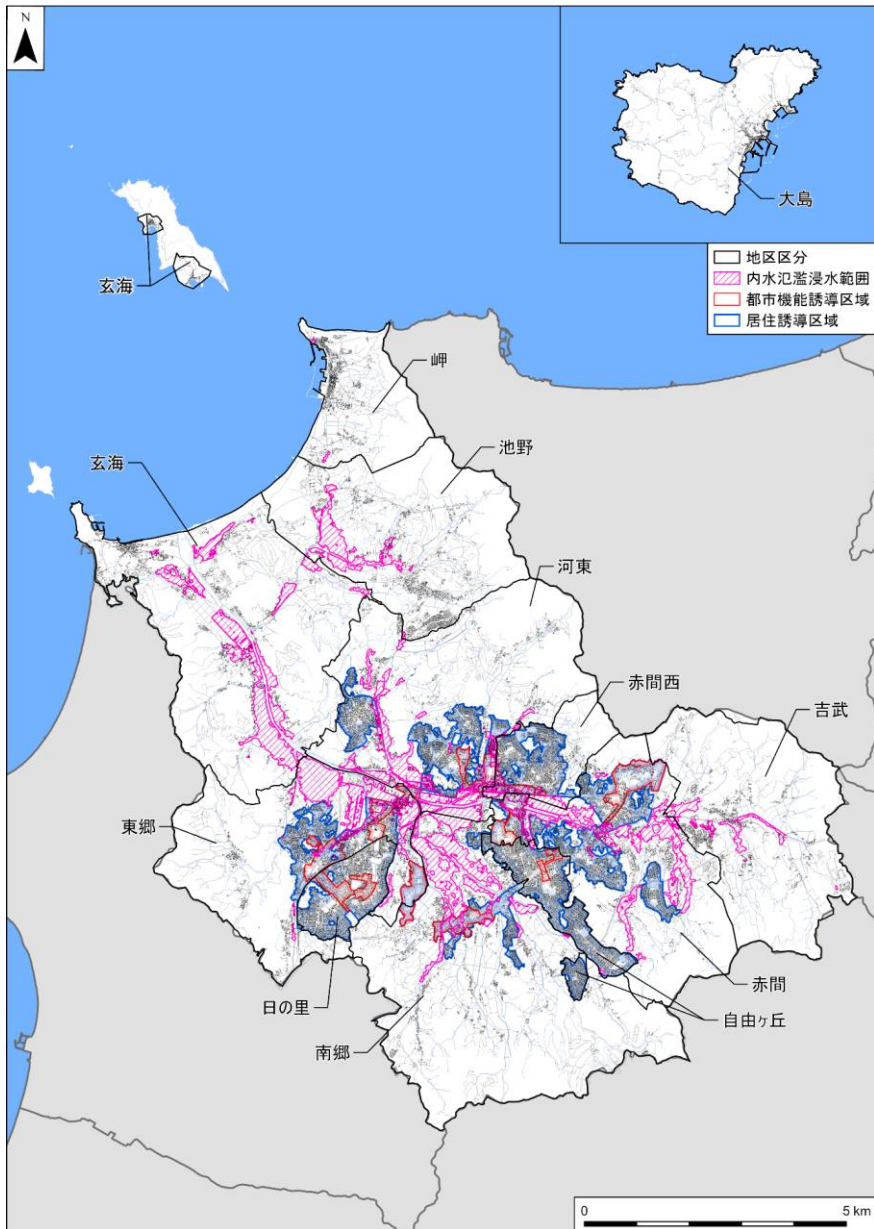 N
大島
地区区分
内水氾濫浸水範囲
都市機能誘導区域
居住誘導区域
玄海
岬
池野
玄海
河東
赤間西
吉武
東郷
日の里
南郷
赤間
自由ヶ丘
0 5 km